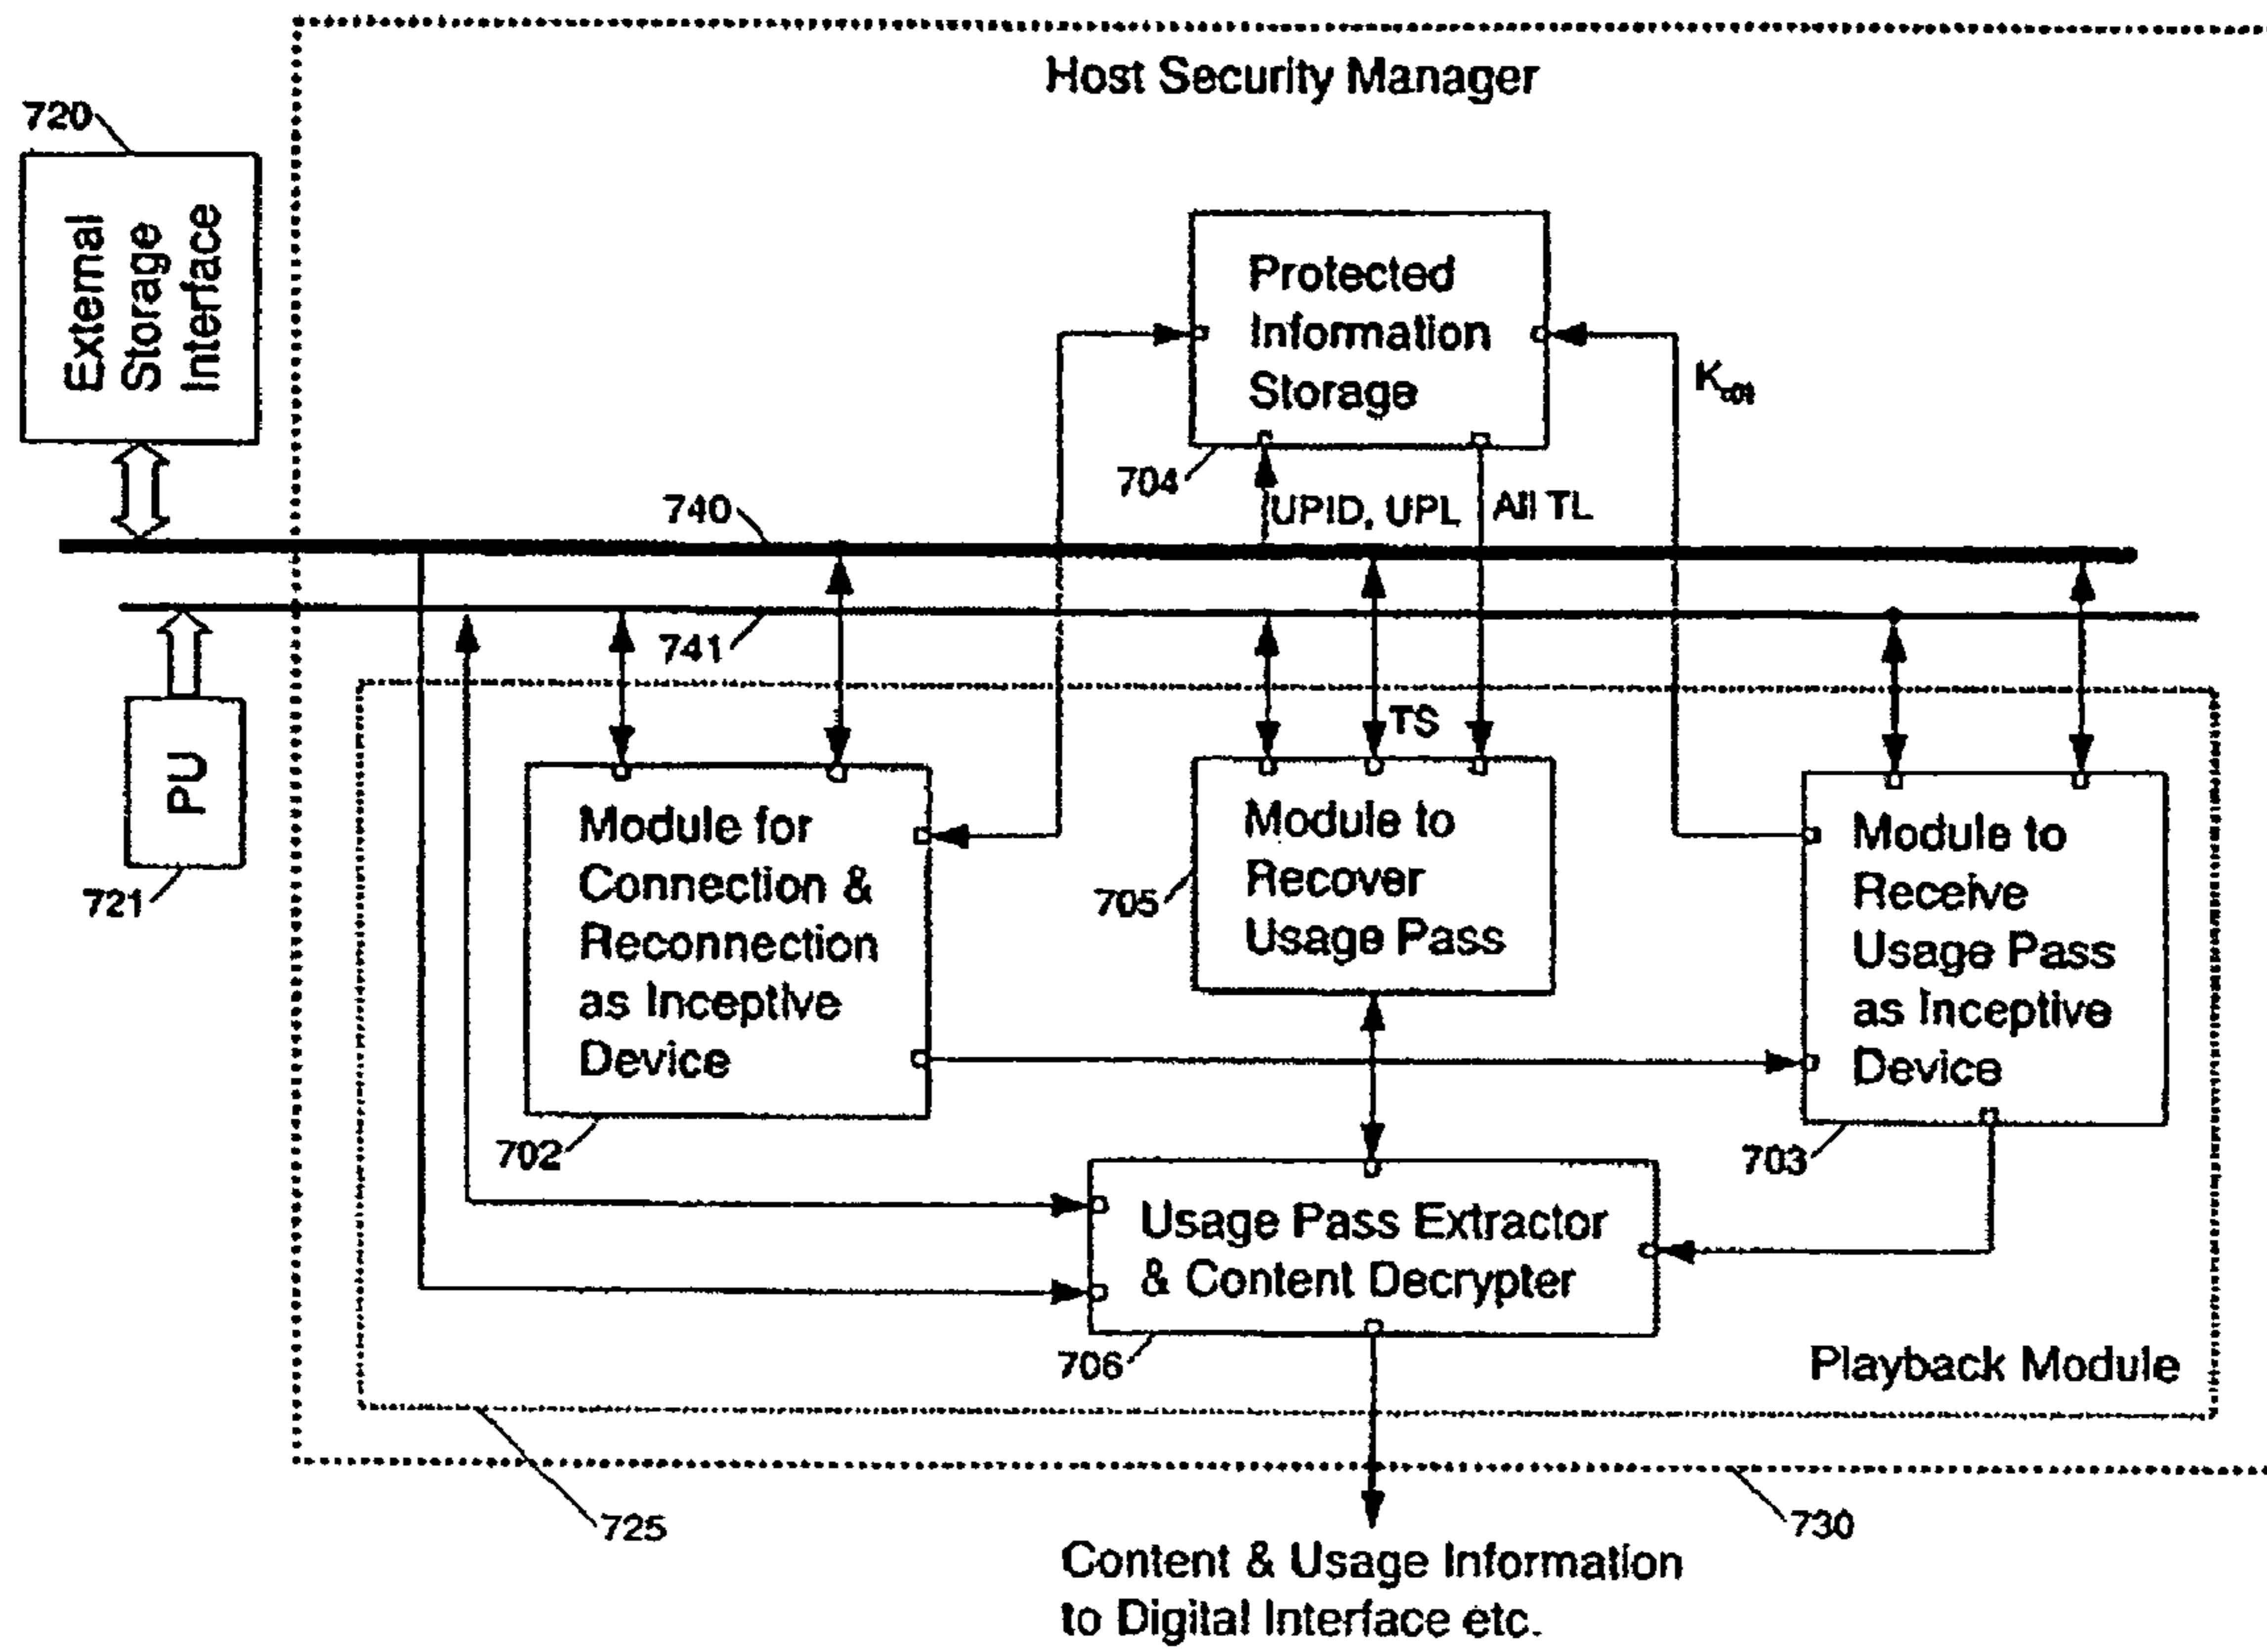 Host Security Manager
720
External
Storage
Interface
Protected
Information
Storage
704
UPID, UPL
All TL
740
741
PU
721
TS
Module for
Connection &
Reconnection
as Inceptive
Device
702
Module to
Recover
Usage Pass
705
Module to
Receive
Usage Pass
as Inceptive
Device
703
Usage Pass Extractor
& Content Decrypter
706
Playback Module
725
730
Content & Usage Information
to Digital Interface etc.